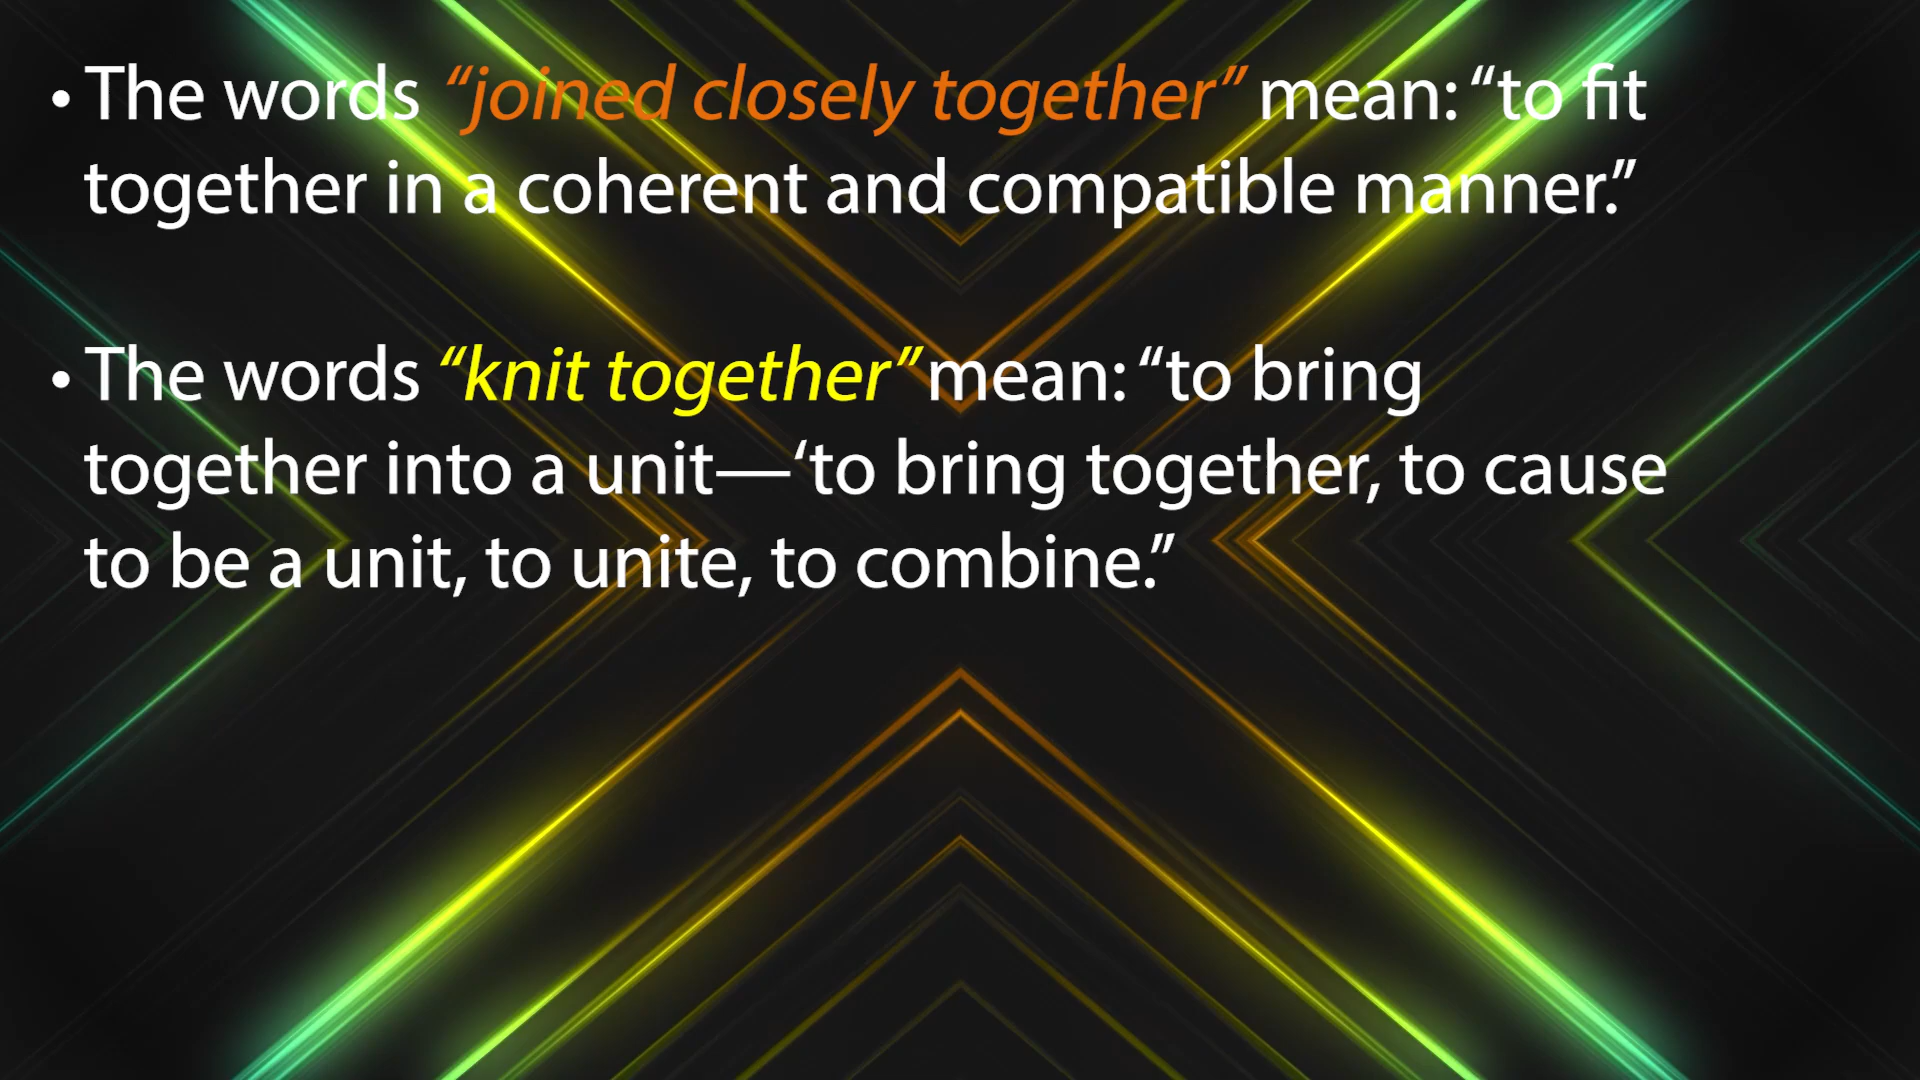 • The words “joined closely together” mean: “to fit
together in a coherent and compatible manner.”
• The words “knit together” mean: “to bring
together into a unit—‘to bring together, to cause
to be a unit, to unite, to combine.”